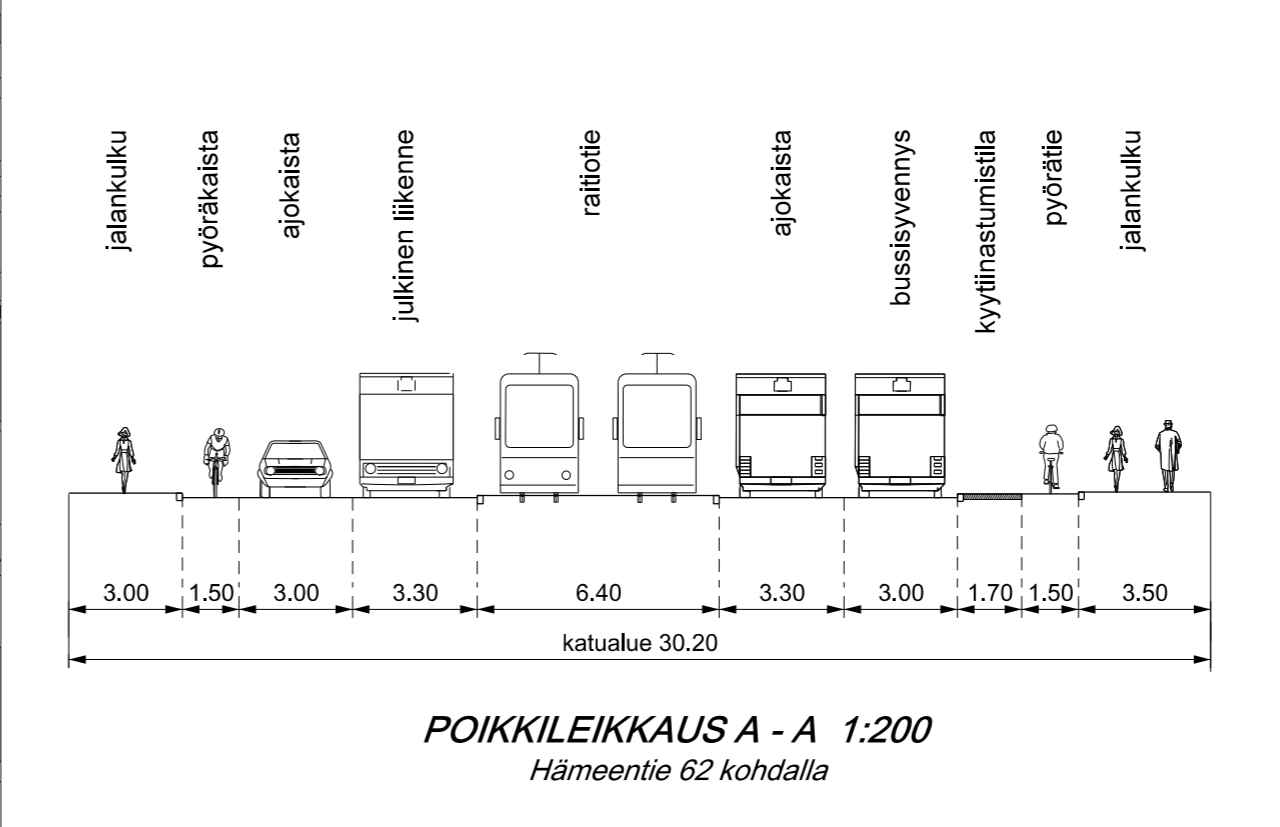 jalankulku
pyöräkaista
ajokaista
julkinen liikenne
raitiotie
ajokaista
bussisyvennys
kyytiinastumistila
pyörätie
jalankulku
3.00 1.50 3.00 3.30 6.40 3.30 3.00 1.70 1.50 3.50
katualue 30.20
POIKKILEIKKAUS A - A 1:200
Hämeentie 62 kohdalla